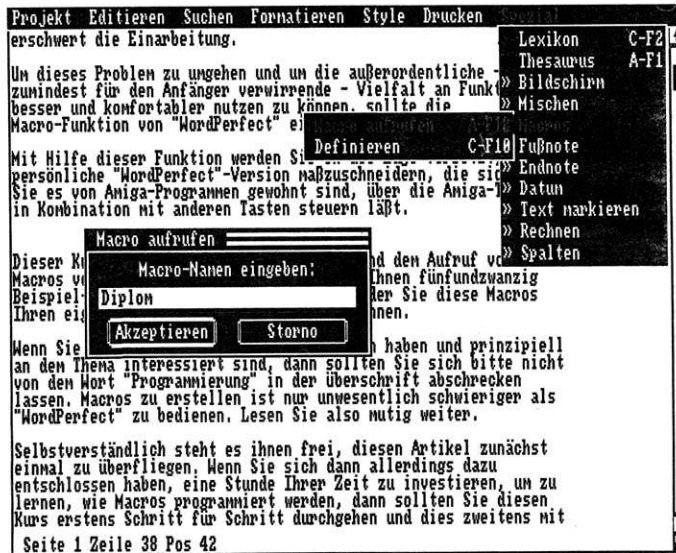 Projekt Editieren Suchen Formatieren Style Drucken Spezial
erschwert die Einarbeitung.
Um dieses Problem zu umgehen und um die außerordentliche -
zumindest für den Anfänger verwirrende - Vielfalt an Funkt
besser und komfortabler nutzen zu können, sollte die
Macro-Funktion von "WordPerfect" ei
Mit Hilfe dieser Funktion werden Si
persönliche "WordPerfect"-Version maßzuschneidern, die sic
Sie es von Amiga-Programmen gewohnt sind, über die Amiga-T
in Kombination mit anderen Tasten steuern läßt.
Lexikon C-F2
Thesaurus A-F1
» Bildschirm
» Mischen
Macros
Fußnote
» Endnote
» Datum
» Text markieren
» Rechnen
» Spalten
aufrufen
Definieren C-F10
Dieser Ku nd dem Aufruf vo
Macros vo Ihnen fünfundzwanzig
Beispiel- der Sie diese Macros
Ihren eig nnen.
Macro aufrufen
Macro-Namen eingeben:
Diplom
Akzeptieren Storno
Wenn Sie haben und prinzipiell
an dem Thema interessiert sind, dann sollten Sie sich bitte nicht
von dem Wort "Programmierung" in der überschrift abschrecken
lassen. Macros zu erstellen ist nur unwesentlich schwieriger als
"WordPerfect" zu bedienen. Lesen Sie also mutig weiter.
Selbstverständlich steht es ihnen frei, diesen Artikel zunächst
einmal zu überfliegen. Wenn Sie sich dann allerdings dazu
entschlossen haben, eine Stunde Ihrer Zeit zu investieren, um zu
lernen, wie Macros programmiert werden, dann sollten Sie diesen
Kurs erstens Schritt für Schritt durchgehen und dies zweitens mit
Seite 1 Zeile 38 Pos 42